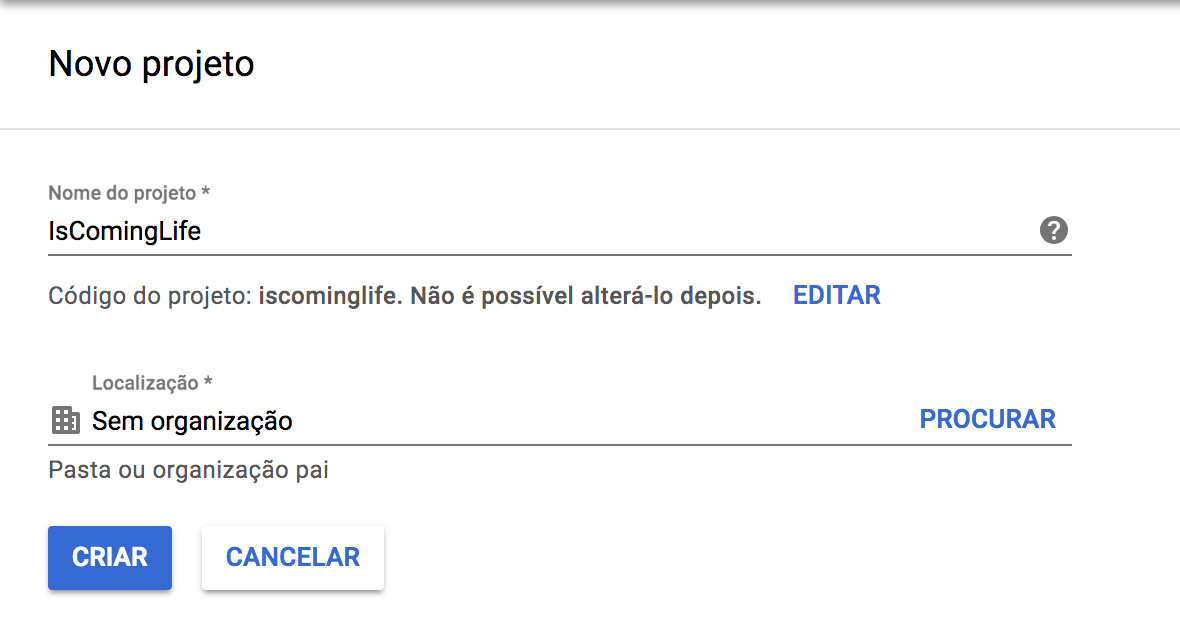 Novo projeto
Nome do projeto *
IsComingLife
?
Código do projeto: iscominglife. Não é possível alterá-lo depois. EDITAR
Localização *
Sem organização PROCURAR
Pasta ou organização pai
CRIAR CANCELAR